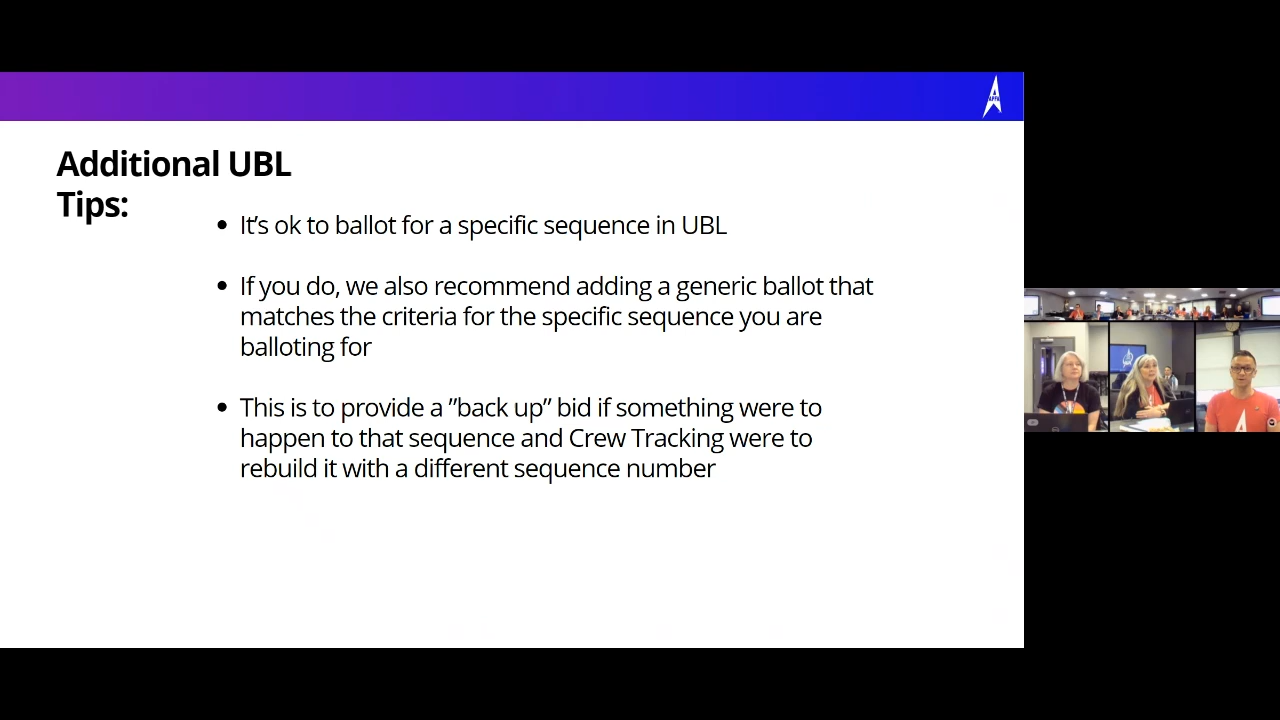 APFA
Additional UBL
Tips:
• It’s ok to ballot for a specific sequence in UBL
• If you do, we also recommend adding a generic ballot that
matches the criteria for the specific sequence you are
balloting for
• This is to provide a ”back up” bid if something were to
happen to that sequence and Crew Tracking were to
rebuild it with a different sequence number